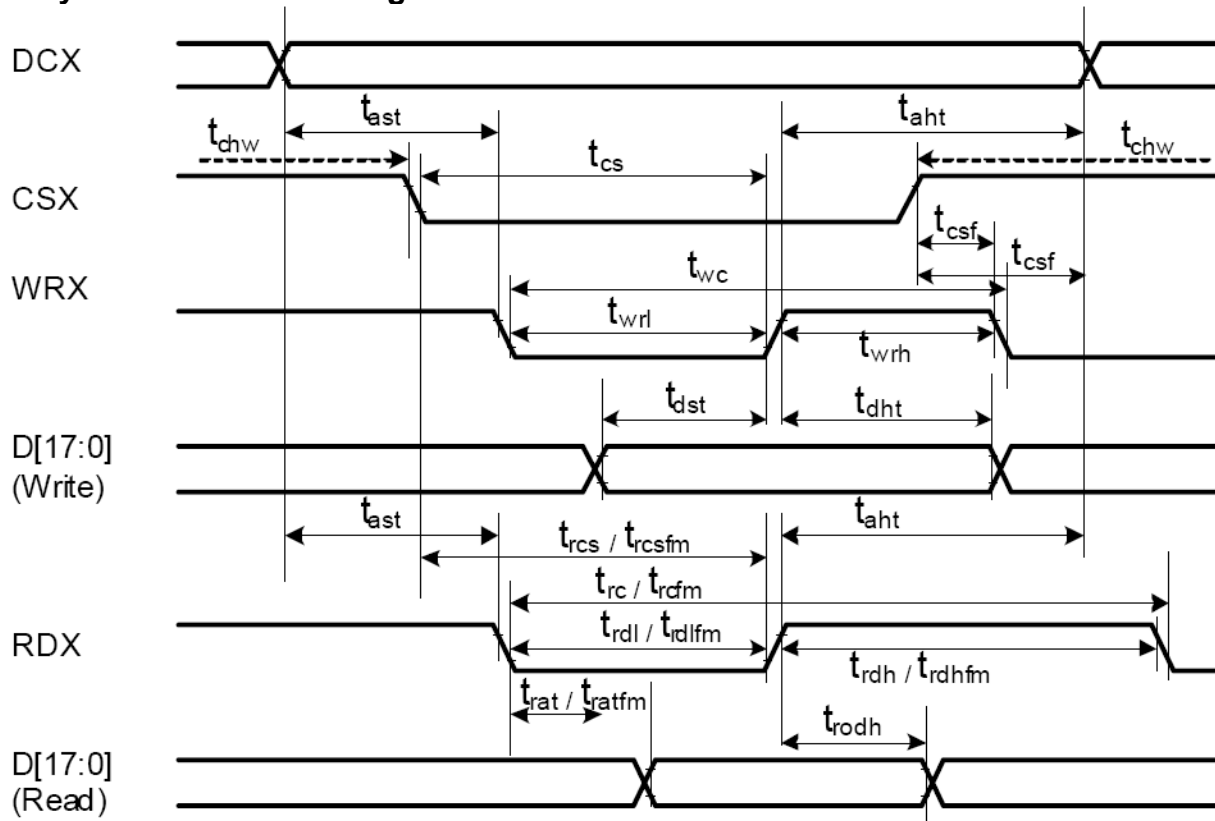 DCX
tast
taht
tchw
tchw
tcs
CSX
tcsf
tcsf
twc
WRX
twrl
twrh
tdst
tdht
D[17:0]
(Write)
tast
taht
trcs / trcsfm
trc / trcfm
RDX
trdl / trdlfm
trdh / trdhfm
trat / tratfm
trodh
D[17:0]
(Read)